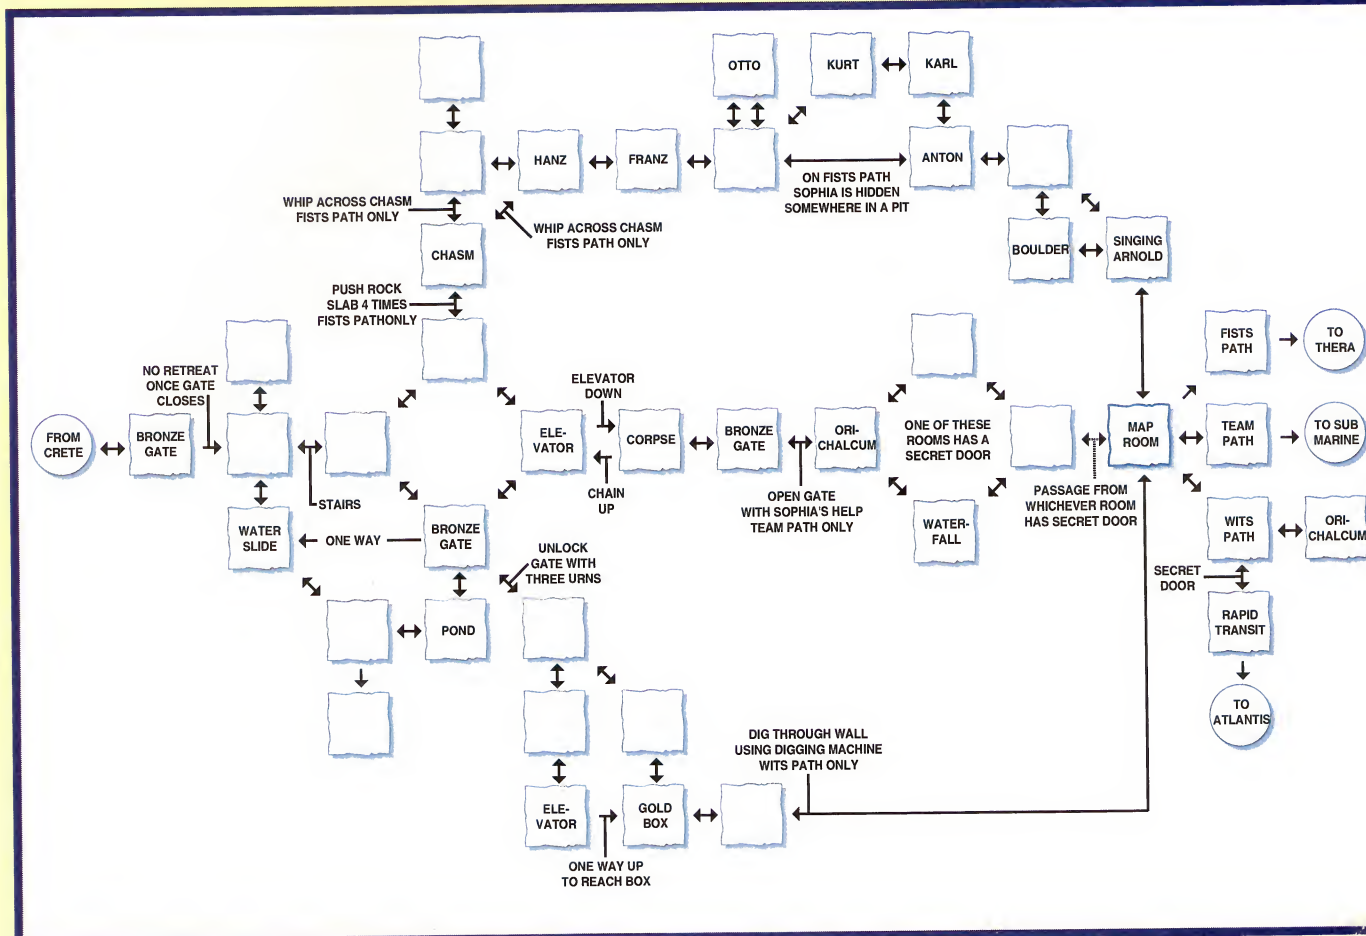 OTTO
KURT
KARL
HANZ
FRANZ
ANTON
ON FISTS PATH
SOPHIA IS HIDDEN
SOMEWHERE IN A PIT
WHIP ACROSS CHASM
FISTS PATH ONLY
WHIP ACROSS CHASM
FISTS PATH ONLY
CHASM
BOULDER
SINGING
ARNOLD
PUSH ROCK
SLAB 4 TIMES
FISTS PATHONLY
FISTS
PATH
TO
THERA
NO RETREAT
ONCE GATE
CLOSES
ELEVATOR
DOWN
FROM
CRETE
BRONZE
GATE
ELE-
VATOR
CORPSE
BRONZE
GATE
ORI-
CHALCUM
ONE OF THESE
ROOMS HAS A
SECRET DOOR
MAP
ROOM
TEAM
PATH
TO SUB
MARINE
STAIRS
CHAIN
UP
OPEN GATE
WITH SOPHIA'S HELP
TEAM PATH ONLY
PASSAGE FROM
WHICHEVER ROOM
HAS SECRET DOOR
WATER
SLIDE
ONE WAY
BRONZE
GATE
UNLOCK
GATE WITH
THREE URNS
WATER-
FALL
WITS
PATH
ORI-
CHALCUM
SECRET
DOOR
POND
RAPID
TRANSIT
TO
ATLANTIS
DIG THROUGH WALL
USING DIGGING MACHINE
WITS PATH ONLY
ELE-
VATOR
GOLD
BOX
ONE WAY UP
TO REACH BOX